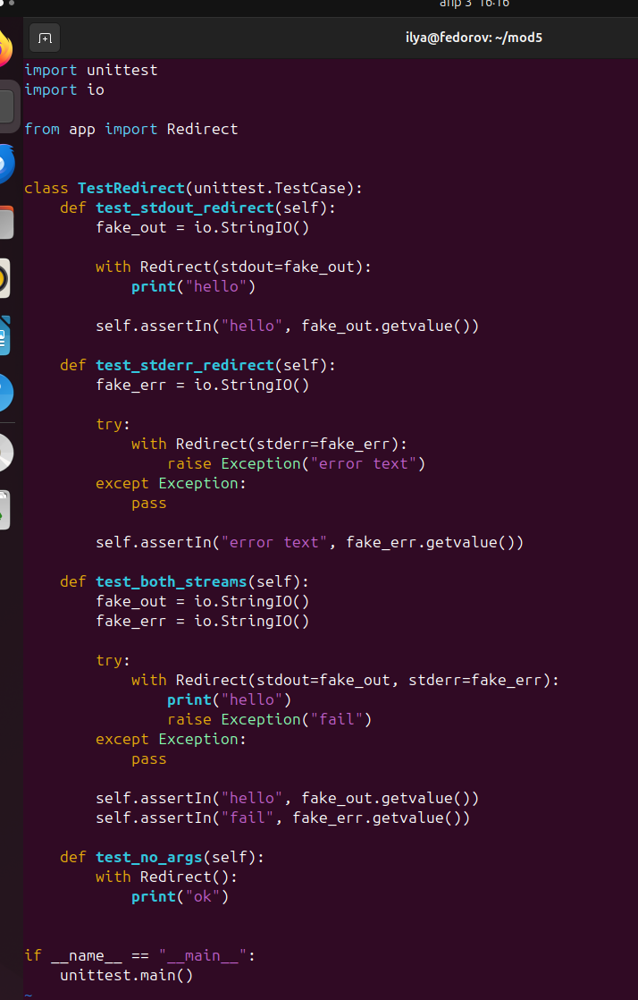 апр 3 16:16
ilya@fedorov: ~/mod5
import unittest
import io

from app import Redirect


class TestRedirect(unittest.TestCase):
    def test_stdout_redirect(self):
        fake_out = io.StringIO()

        with Redirect(stdout=fake_out):
            print("hello")

        self.assertIn("hello", fake_out.getvalue())

    def test_stderr_redirect(self):
        fake_err = io.StringIO()

        try:
            with Redirect(stderr=fake_err):
                raise Exception("error text")
        except Exception:
            pass

        self.assertIn("error text", fake_err.getvalue())

    def test_both_streams(self):
        fake_out = io.StringIO()
        fake_err = io.StringIO()

        try:
            with Redirect(stdout=fake_out, stderr=fake_err):
                print("hello")
                raise Exception("fail")
        except Exception:
            pass

        self.assertIn("hello", fake_out.getvalue())
        self.assertIn("fail", fake_err.getvalue())

    def test_no_args(self):
        with Redirect():
            print("ok")


if __name__ == "__main__":
    unittest.main()
~